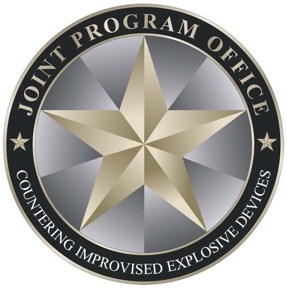 JOINT PROGRAM OFFICE
COUNTERING IMPROVISED EXPLOSIVE DEVICES